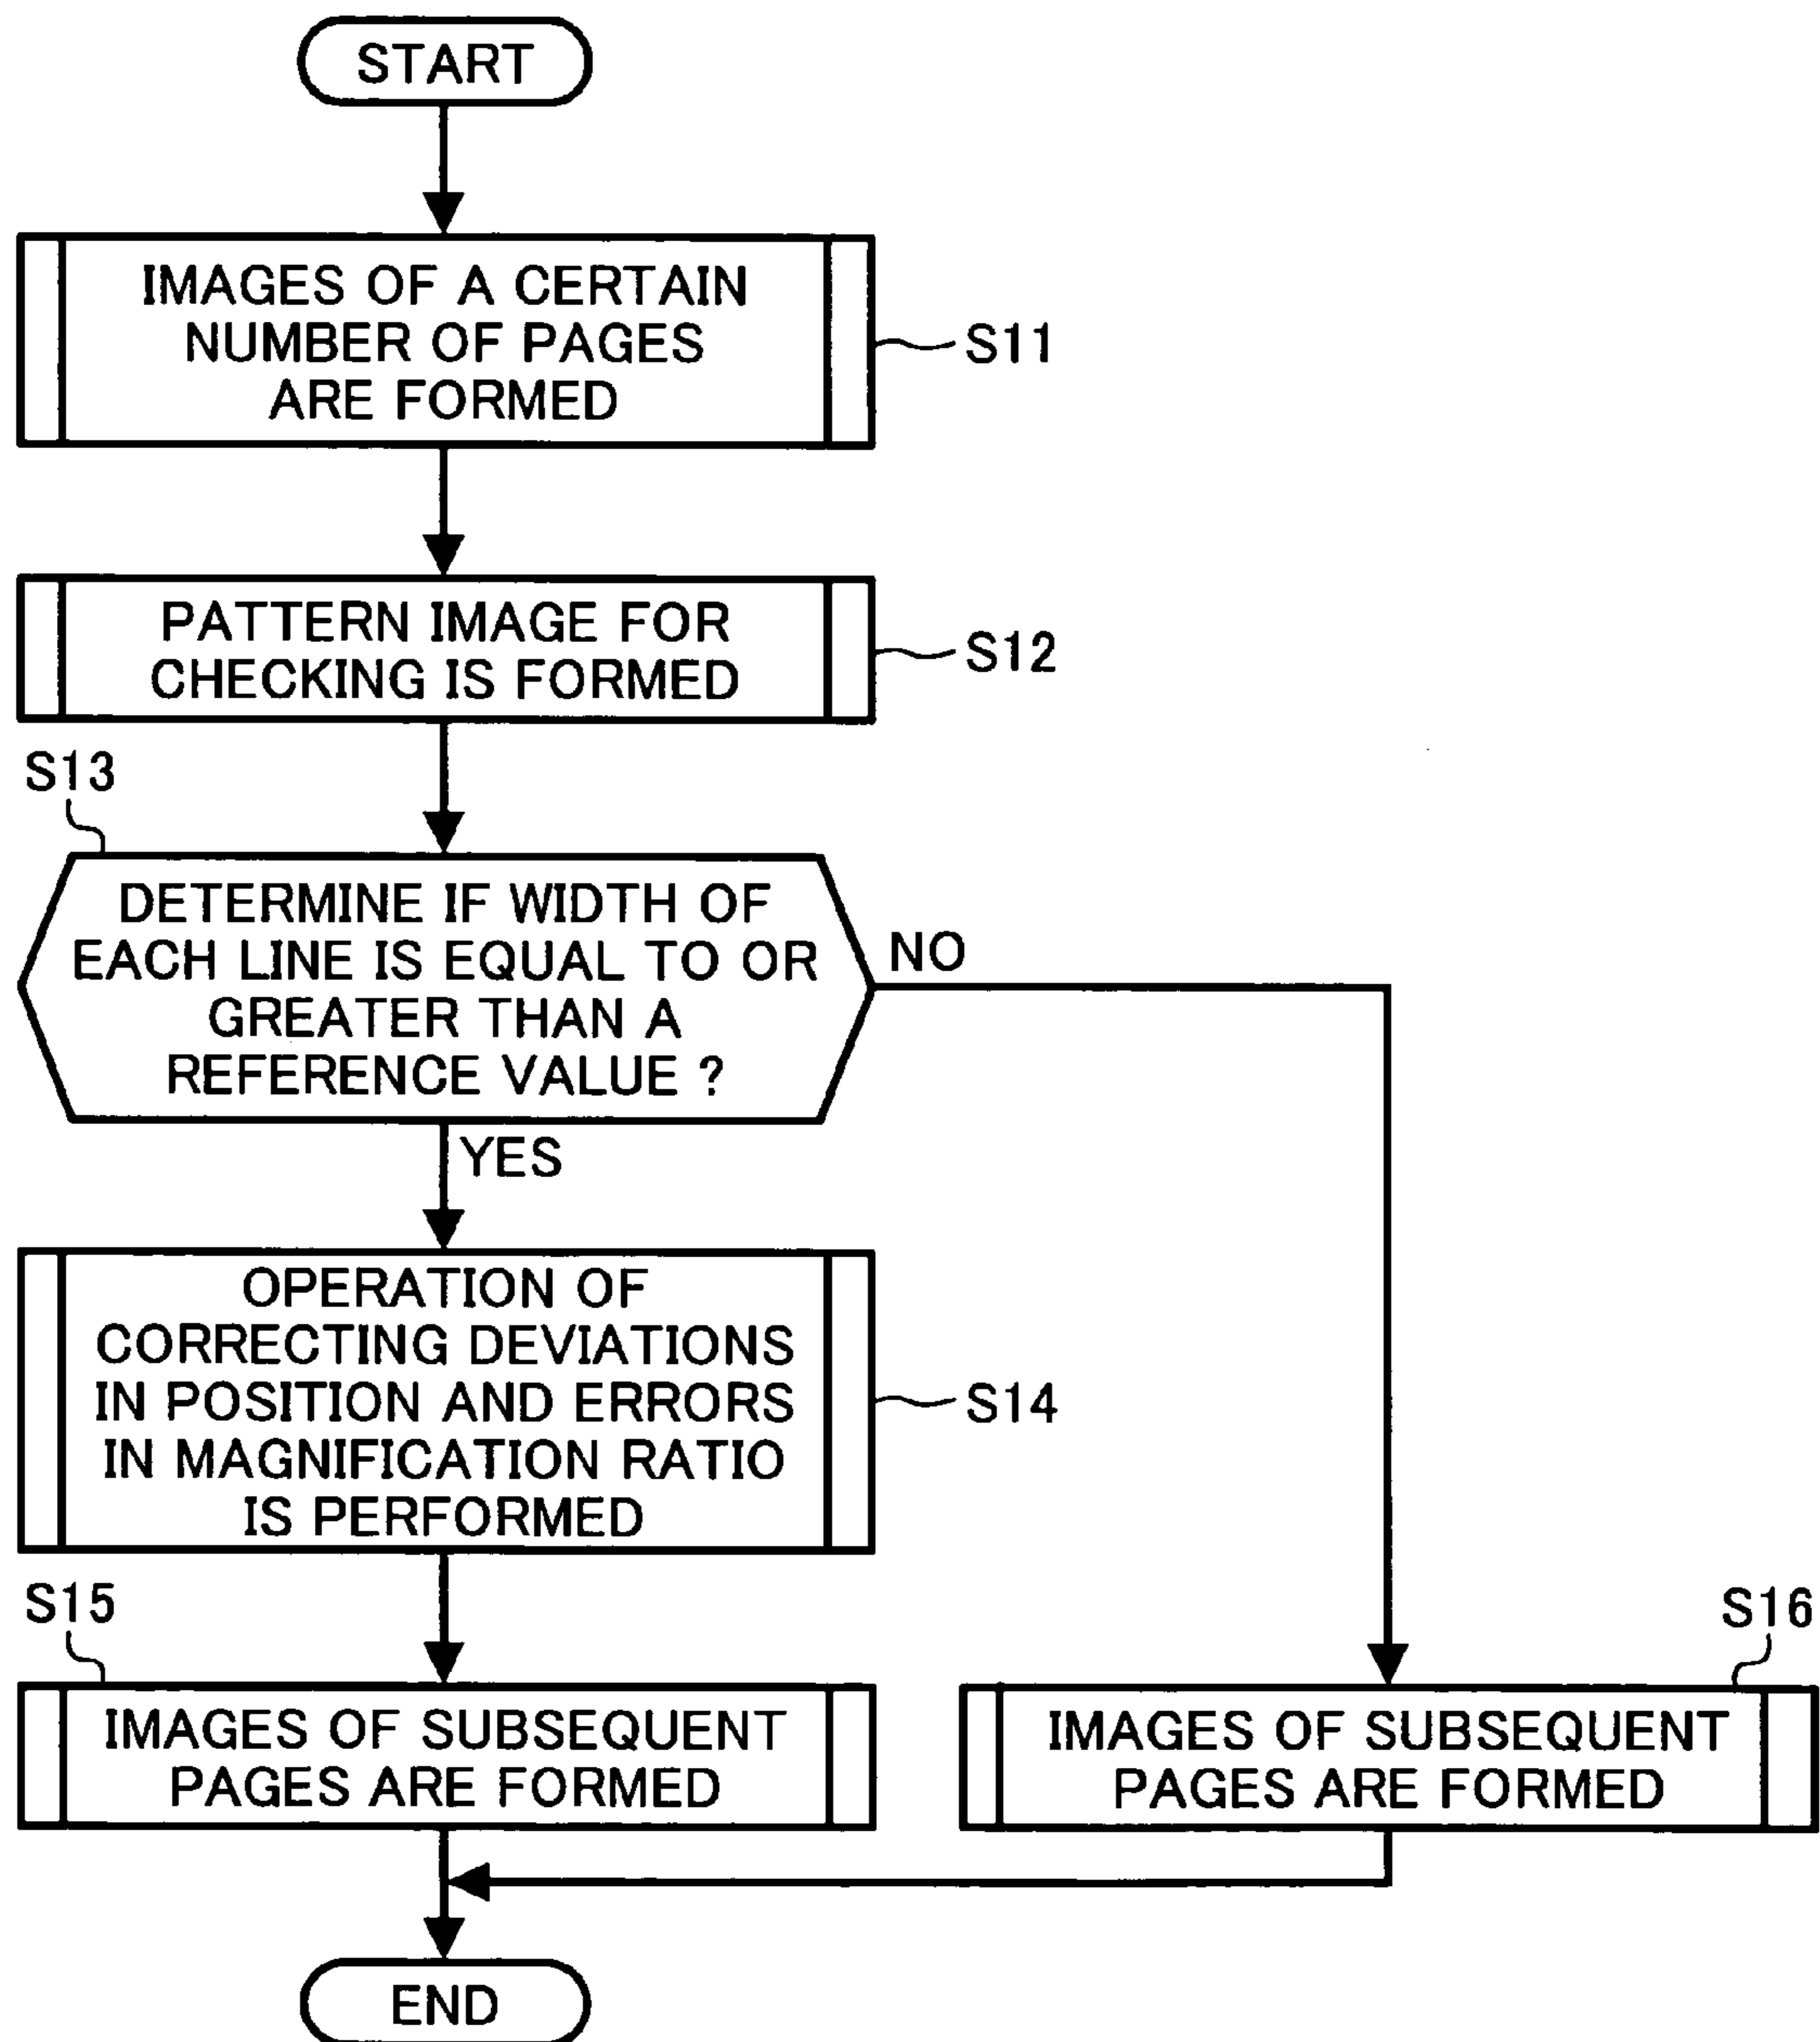 START
IMAGES OF A CERTAIN
NUMBER OF PAGES
ARE FORMED
S11
PATTERN IMAGE FOR
CHECKING IS FORMED
S12
S13
DETERMINE IF WIDTH OF
EACH LINE IS EQUAL TO OR
GREATER THAN A
REFERENCE VALUE ?
NO
YES
OPERATION OF
CORRECTING DEVIATIONS
IN POSITION AND ERRORS
IN MAGNIFICATION RATIO
IS PERFORMED
S14
S15
IMAGES OF SUBSEQUENT
PAGES ARE FORMED
S16
IMAGES OF SUBSEQUENT
PAGES ARE FORMED
END